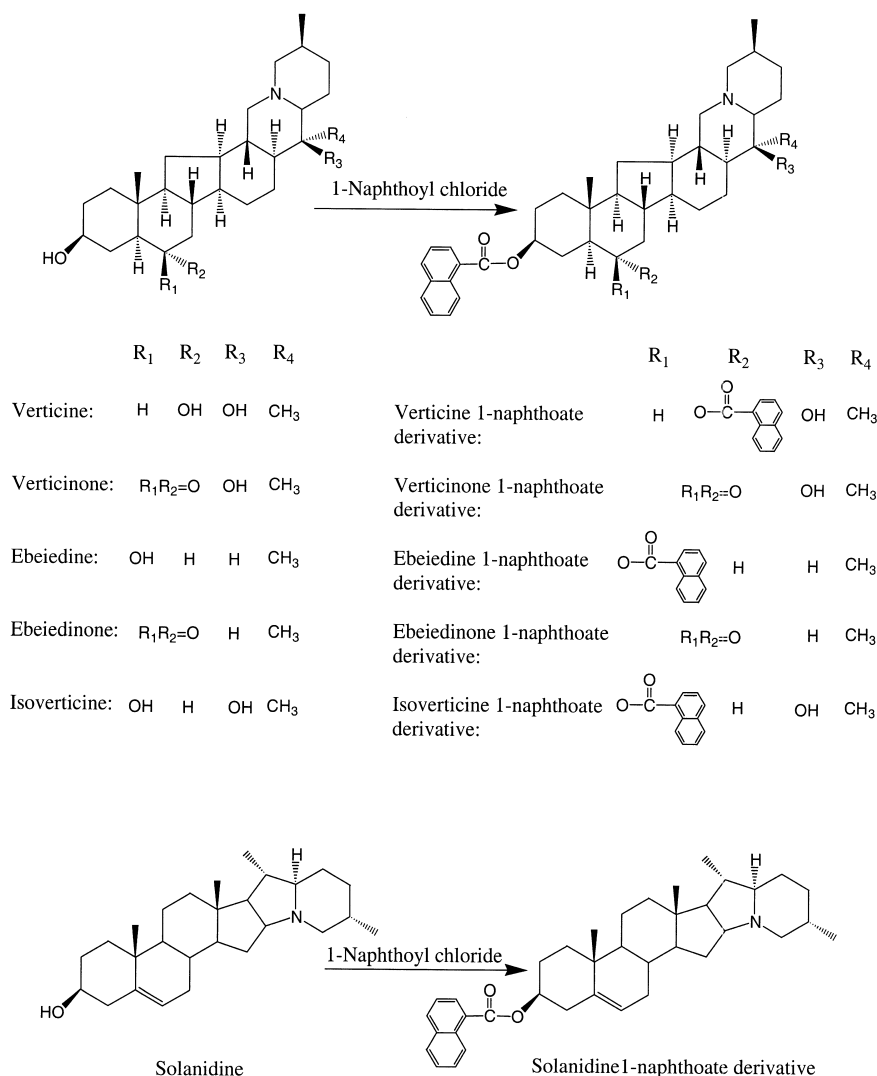 N
H
H
R4
R3
H
H
H
H
H
HO
R2
R1
1-Naphthoyl chloride
N
H
H
R4
R3
H
H
H
H
H
O
C
O
R2
R1
R1 R2 R3 R4
R1 R2 R3 R4
Verticine: H OH OH CH3
Verticine 1-naphthoate
derivative:
H
O
O C
OH CH3
Verticinone: R1R2=O OH CH3
Verticinone 1-naphthoate
derivative:
R1R2=O OH CH3
Ebeiedine: OH H H CH3
Ebeiedine 1-naphthoate
derivative:
O
O C
H H CH3
Ebeiedinone: R1R2=O H CH3
Ebeiedinone 1-naphthoate
derivative:
R1R2=O H CH3
Isoverticine: OH H OH CH3
Isoverticine 1-naphthoate
derivative:
O
O C
H OH CH3
H
N
HO
Solanidine
1-Naphthoyl chloride
H
N
O
C
O
Solanidine1-naphthoate derivative